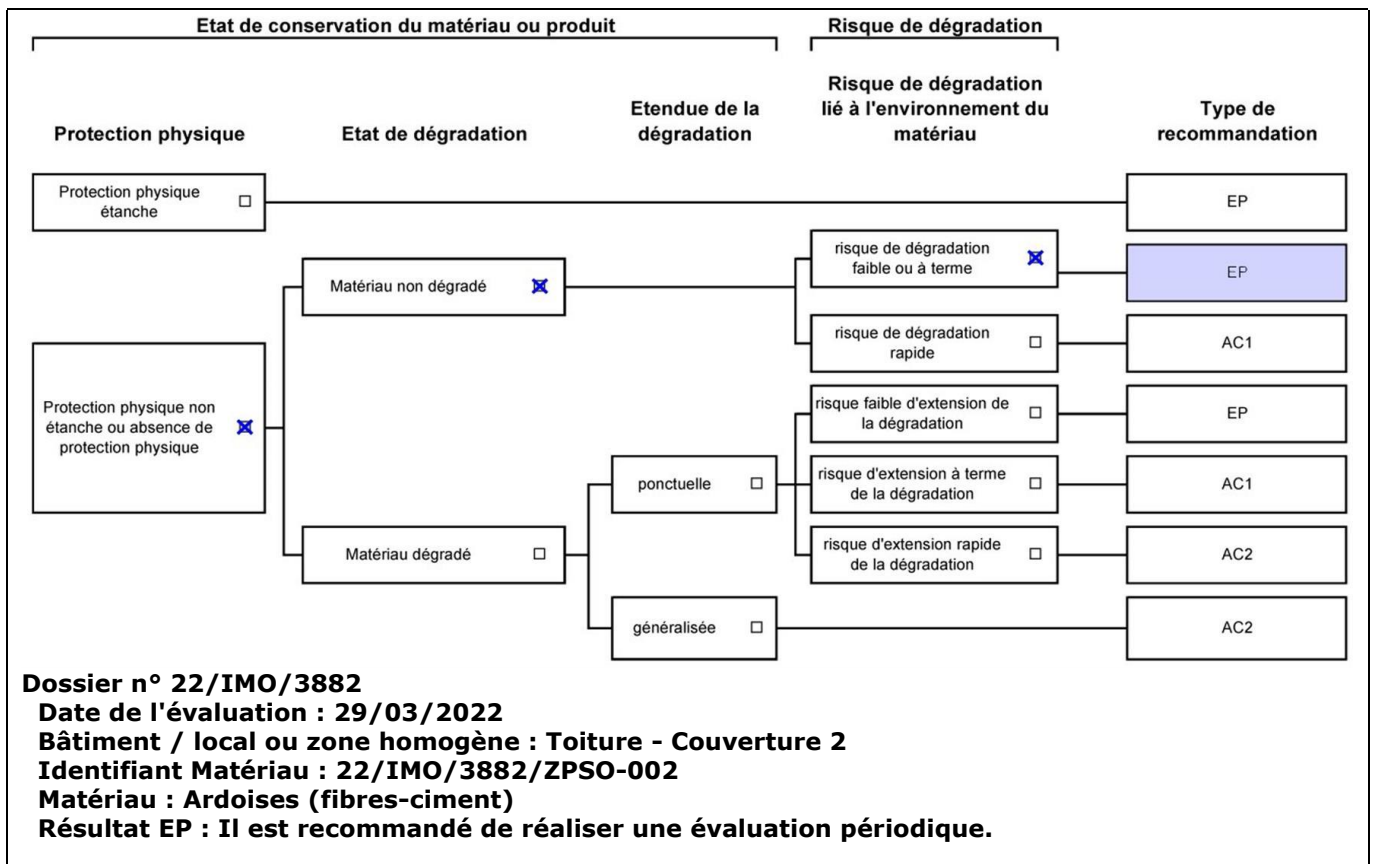 Etat de conservation du matériau ou produit
Risque de dégradation
Protection physique
Etat de dégradation
Etendue de la
dégradation
Risque de dégradation
lié à l'environnement du
matériau
Type de
recommandation
Protection physique
étanche
EP
risque de dégradation
faible ou à terme
Matériau non dégradé
EP
risque de dégradation
rapide
AC1
Protection physique non
étanche ou absence de
protection physique
risque faible d'extension de
la dégradation
EP
ponctuelle
risque d'extension à terme
de la dégradation
AC1
Matériau dégradé
risque d'extension rapide
de la dégradation
AC2
généralisée
AC2
Dossier n° 22/IMO/3882
Date de l'évaluation : 29/03/2022
Bâtiment / local ou zone homogène : Toiture - Couverture 2
Identifiant Matériau : 22/IMO/3882/ZPSO-002
Matériau : Ardoises (fibres-ciment)
Résultat EP : Il est recommandé de réaliser une évaluation périodique.